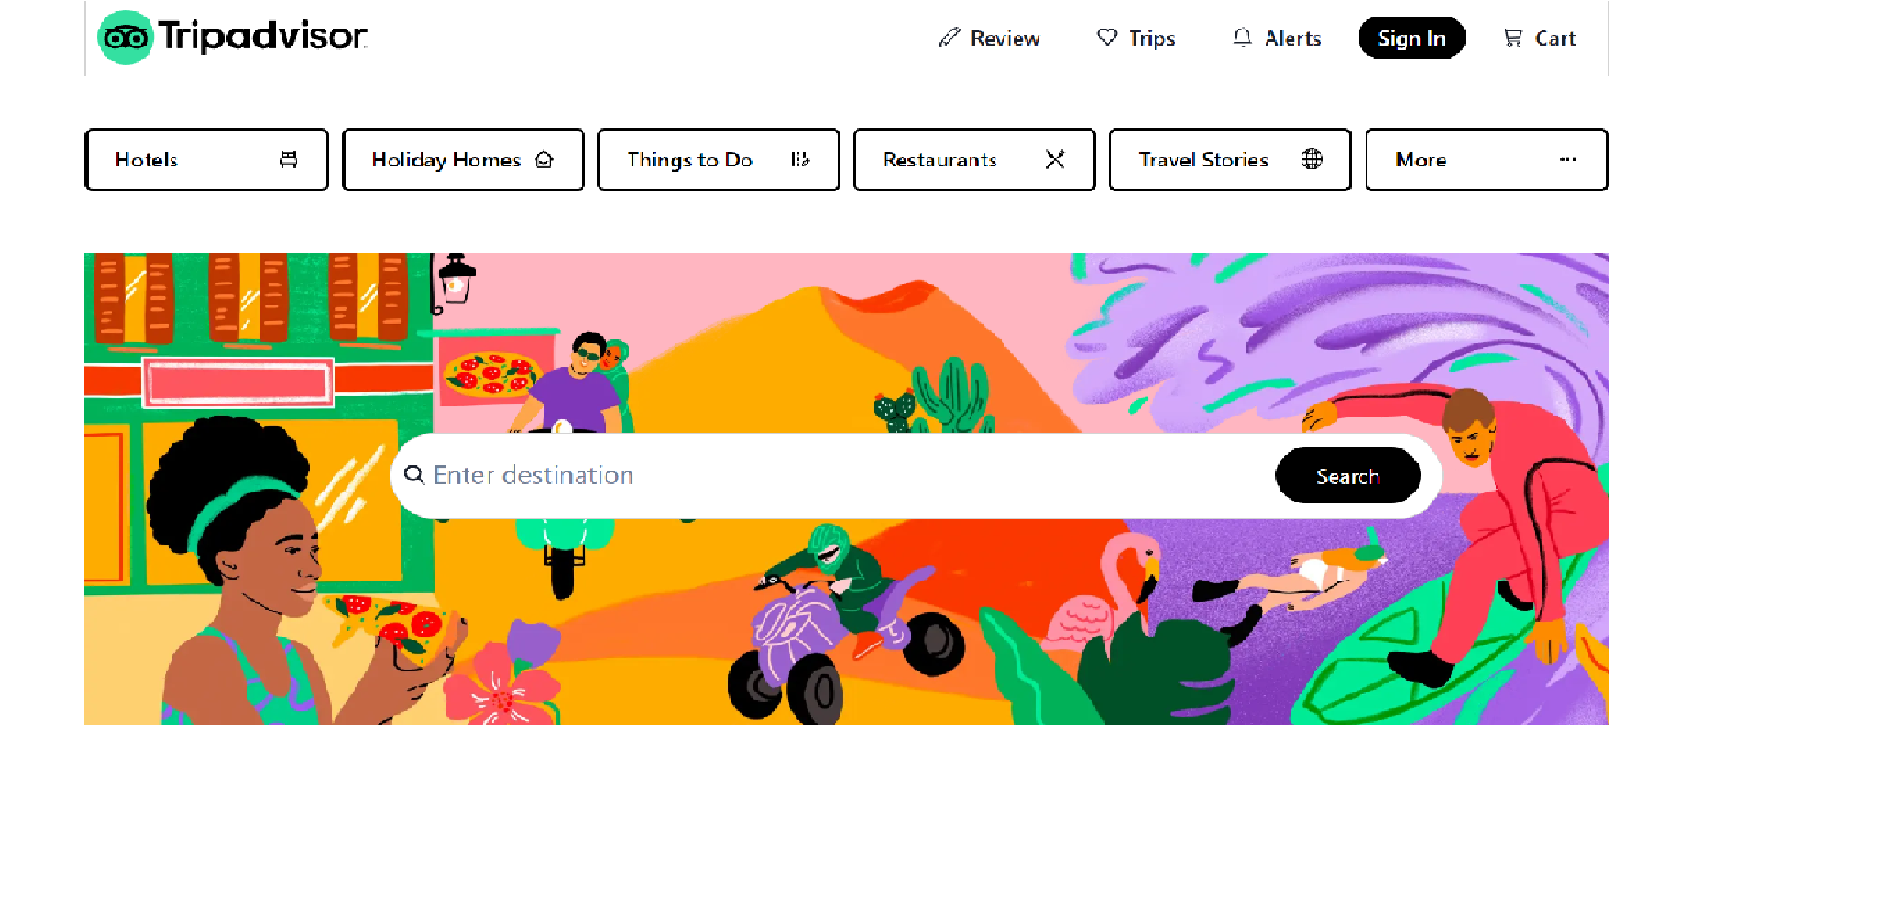 Tripadvisor
Review Trips Alerts Sign In Cart
Hotels Holiday Homes Things to Do Restaurants Travel Stories More
Enter destination Search